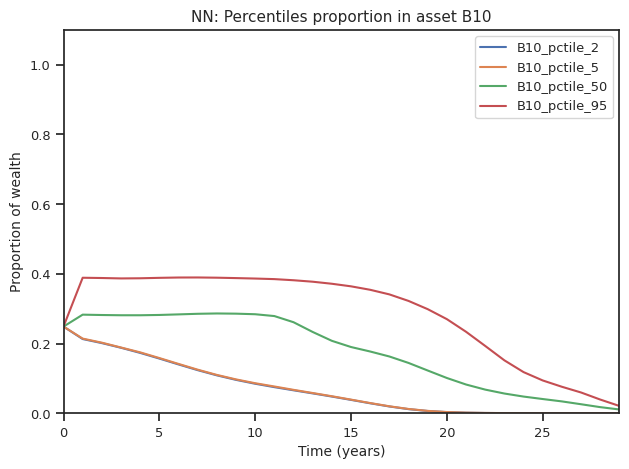 NN: Percentiles proportion in asset B10
B10_pctile_2
B10_pctile_5
B10_pctile_50
B10_pctile_95
Proportion of wealth
1.0
0.8
0.6
0.4
0.2
0.0
0 5 10 15 20 25
Time (years)